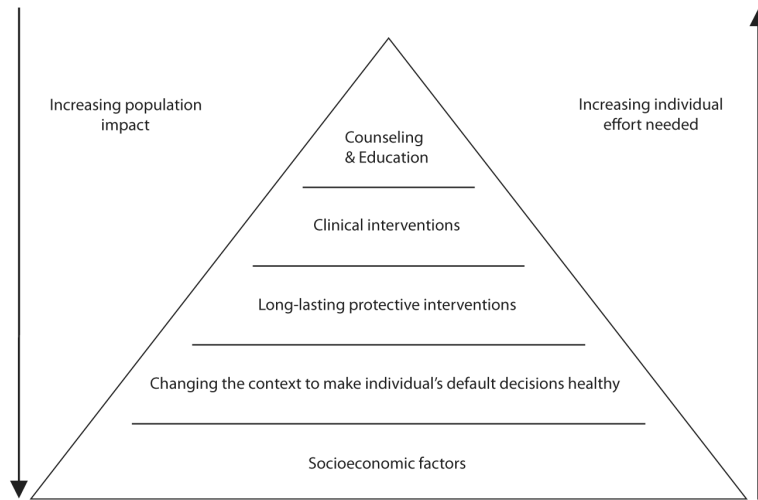 Increasing population
impact
Increasing individual
effort needed
Counseling
& Education
Clinical interventions
Long-lasting protective interventions
Changing the context to make individual’s default decisions healthy
Socioeconomic factors